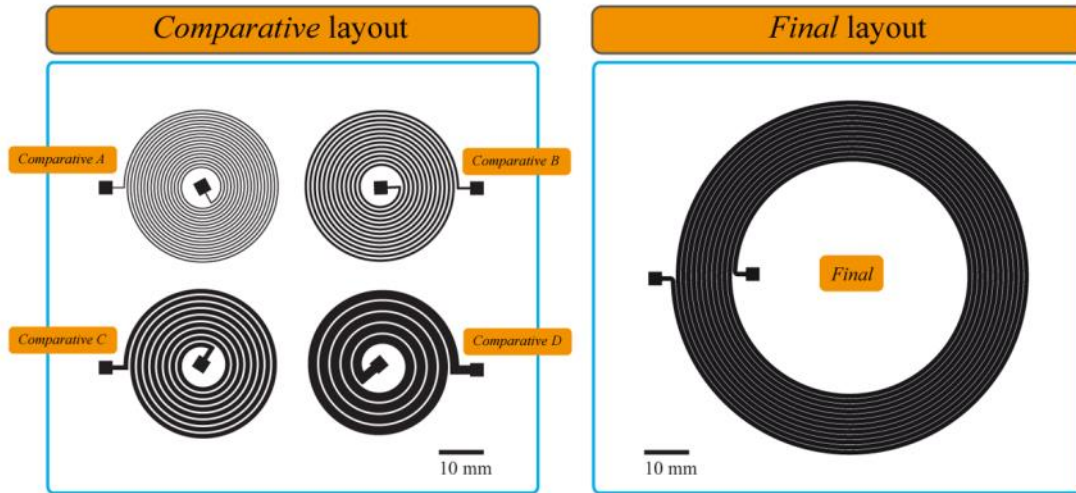 Comparative layout
Final layout
Comparative A
Comparative B
Comparative C
Comparative D
Final
10 mm
10 mm